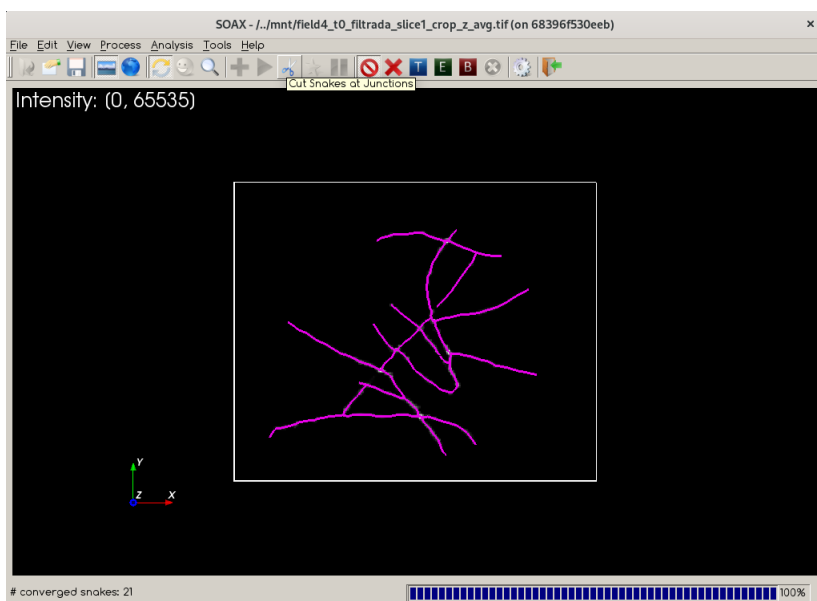 SOAX - /../mnt/field4_t0_filtrada_slice1_crop_z_avg.tif (on 68396f530eeb)
×
File Edit View Process Analysis Tools Help
T E B
Cut Snakes at Junctions
Intensity: (0, 65535)
Y
Z X
# converged snakes: 21
100%